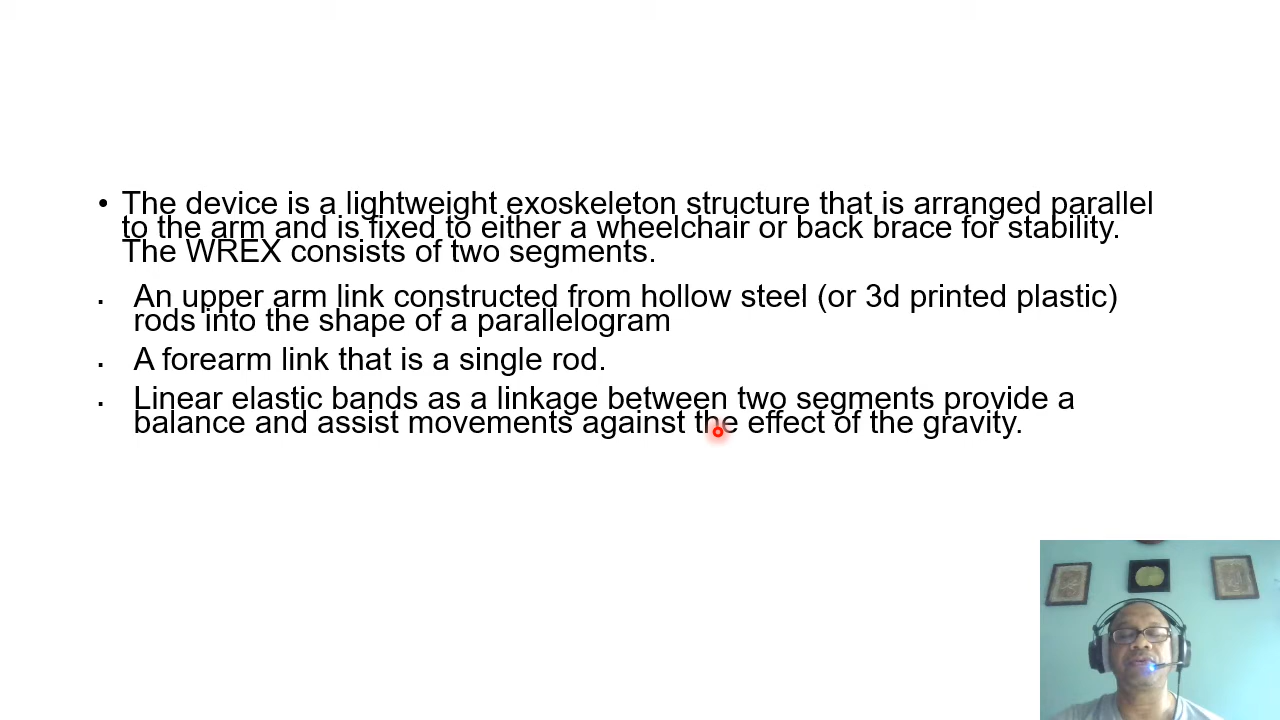 • The device is a lightweight exoskeleton structure that is arranged parallel
to the arm and is fixed to either a wheelchair or back brace for stability.
The WREX consists of two segments.
▪ An upper arm link constructed from hollow steel (or 3d printed plastic)
rods into the shape of a parallelogram
▪ A forearm link that is a single rod.
▪ Linear elastic bands as a linkage between two segments provide a
balance and assist movements against the effect of the gravity.